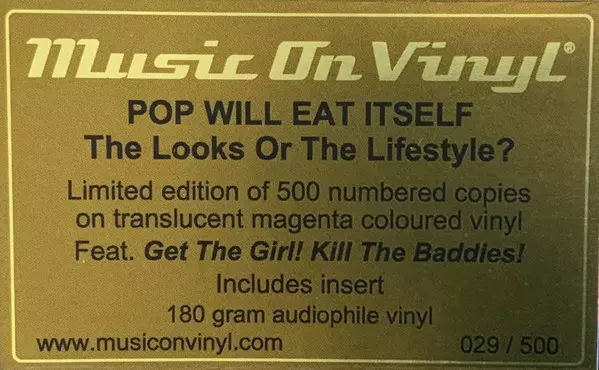 Music On Vinyl®
POP WILL EAT ITSELF
The Looks Or The Lifestyle?
Limited edition of 500 numbered copies
on translucent magenta coloured vinyl
Feat. Get The Girl! Kill The Baddies!
Includes insert
180 gram audiophile vinyl
www.musiconvinyl.com 029 / 500